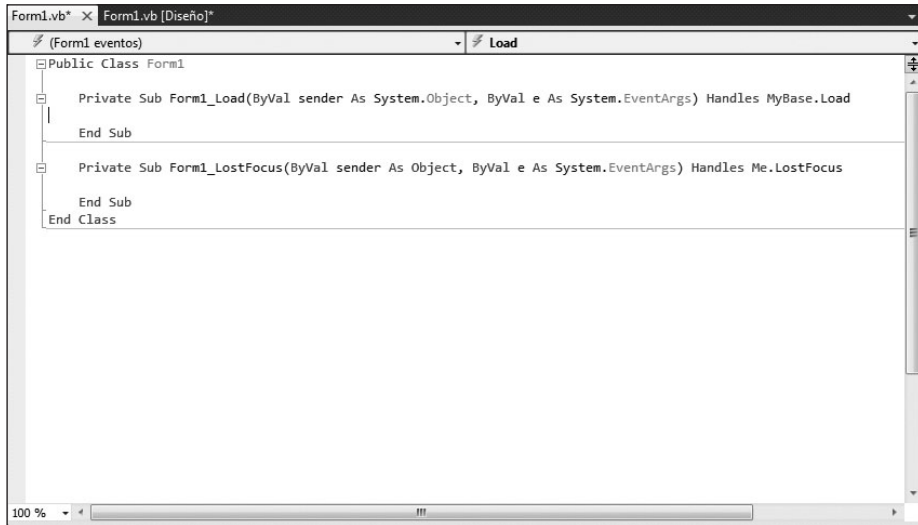 Form1.vb* Form1.vb [Diseño]*
(Form1 eventos) Load
Public Class Form1
Private Sub Form1_Load(ByVal sender As System.Object, ByVal e As System.EventArgs) Handles MyBase.Load
End Sub
Private Sub Form1_LostFocus(ByVal sender As Object, ByVal e As System.EventArgs) Handles Me.LostFocus
End Sub
End Class
100 %